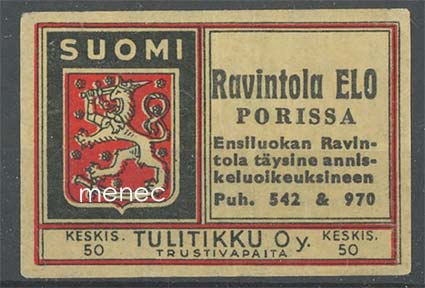 SUOMI
menec
Ravintola ELO
PORISSA
Ensiluokan Ravin-
tola täysine annis-
keluoikeuksineen
Puh. 542 & 970
KESKIS.
50
TULITIKKU Oy.
TRUSTIVAPAITA
KESKIS.
50